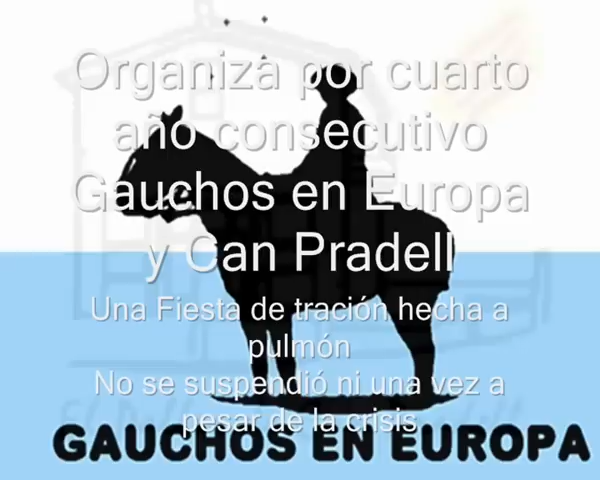 Organiza por cuarto
año consecutivo
Gauchos en Europa
y Can Pradell
Una Fiesta de tración hecha a
pulmón
No se suspendió ni una vez a
pesar de la crisis
GAUCHOS EN EUROPA